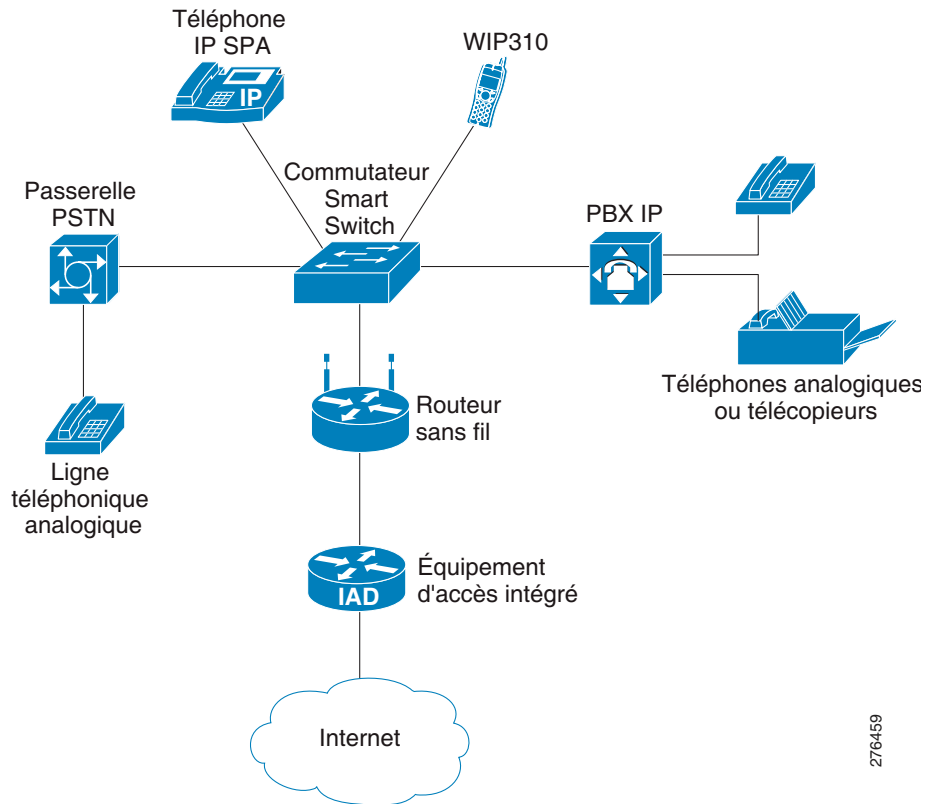 Téléphone
IP SPA
IP
WIP310
Commutateur
Smart
Switch
Passerelle
PSTN
PBX IP
Téléphones analogiques
ou télécopieurs
Routeur
sans fil
Ligne
téléphonique
analogique
Équipement
d'accès intégré
IAD
Internet
276459